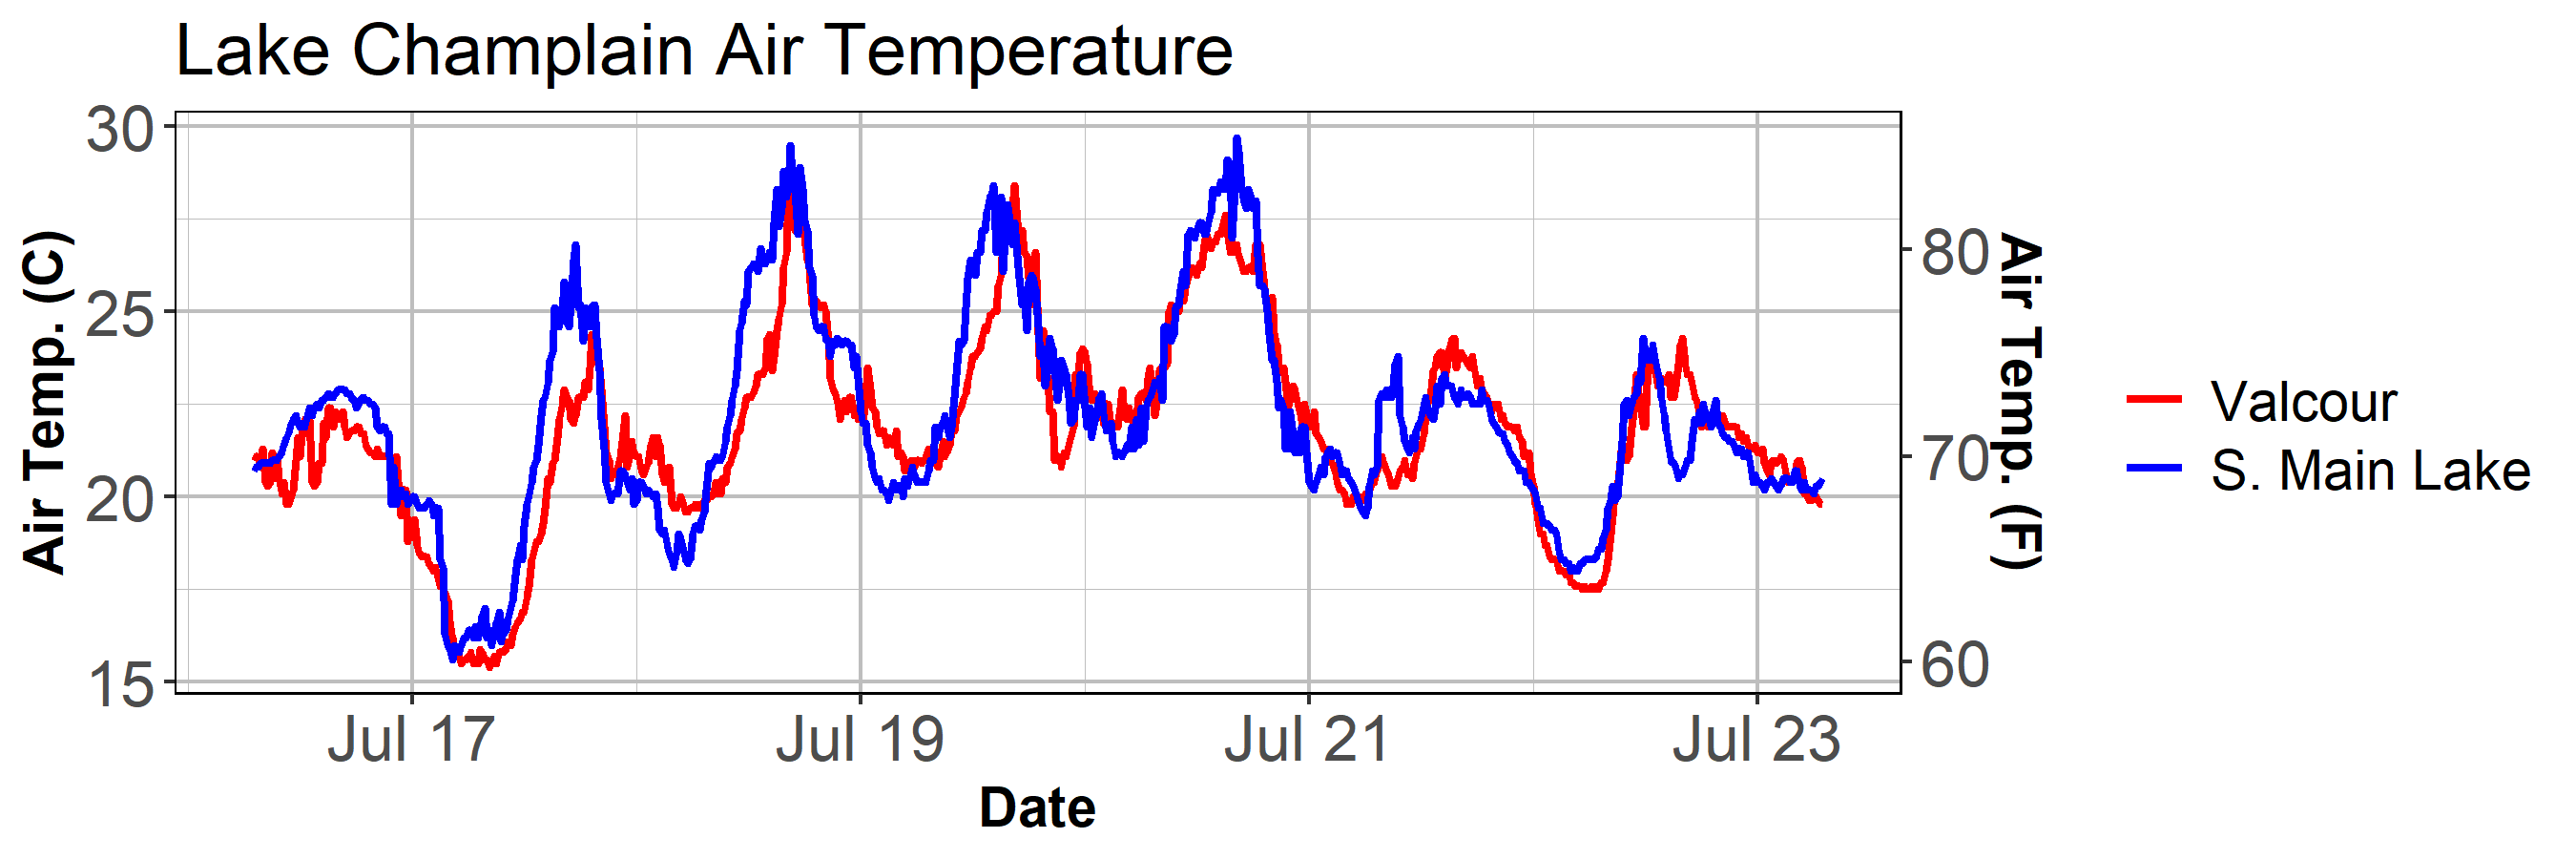 Lake Champlain Air Temperature
Air Temp. (C)
30
25
20
15
80
70
60
Air Temp. (F)
Jul 17
Jul 19
Jul 21
Jul 23
Date
Valcour
S. Main Lake